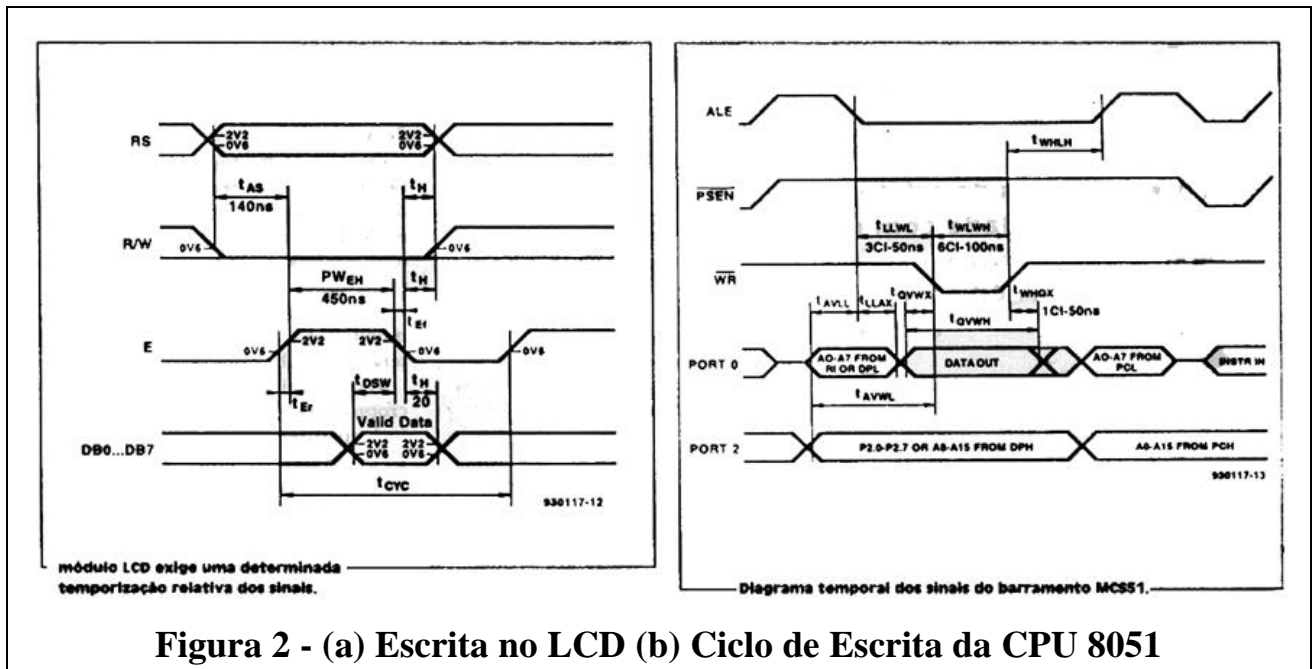 RS
2V2
0V6
2V2
0V6
tAS
140ns
tH
R/W
0V6
0V6
PWEH
450ns
tH
tEf
E
0V6
2V2
2V2
0V6
0V6
tEr
tDSW
tH
20
Valid Data
DB0...DB7
2V2
0V6
2V2
0V6
tCYC
930117-12
módulo LCD exige uma determinada
temporização relativa dos sinais.
ALE
tWHLH
PSEN
tLLWL
tWLWH
3Cl-50ns
6Cl-100ns
WR
tAVLL
tLLAX
tQVWX
tWHQX
1Cl-50ns
tQVWH
PORT 0
A0-A7 FROM
RI OR DPL
DATA OUT
A0-A7 FROM
PCL
INSTR IN
tAVWL
PORT 2
P2.0-P2.7 OR A8-A15 FROM DPH
A0-A15 FROM PCH
930117-13
Diagrama temporal dos sinais do barramento MCS51.
Figura 2 - (a) Escrita no LCD (b) Ciclo de Escrita da CPU 8051